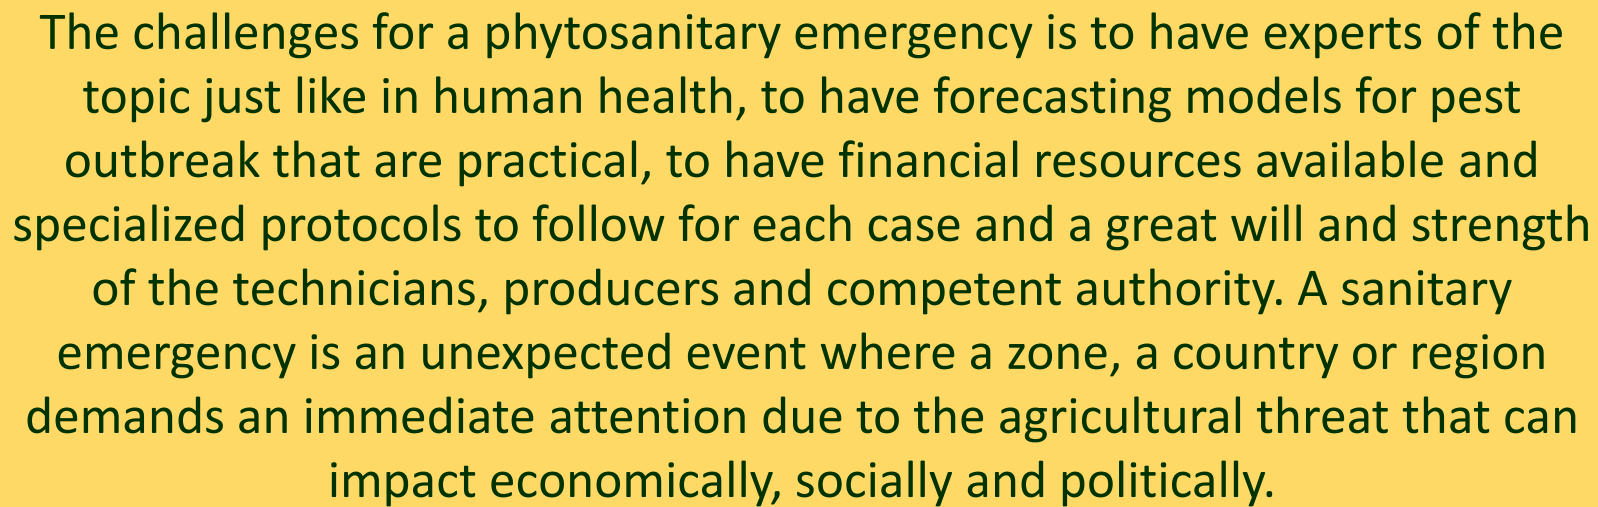 The challenges for a phytosanitary emergency is to have experts of the
topic just like in human health, to have forecasting models for pest
outbreak that are practical, to have financial resources available and
specialized protocols to follow for each case and a great will and strength
of the technicians, producers and competent authority. A sanitary
emergency is an unexpected event where a zone, a country or region
demands an immediate attention due to the agricultural threat that can
impact economically, socially and politically.